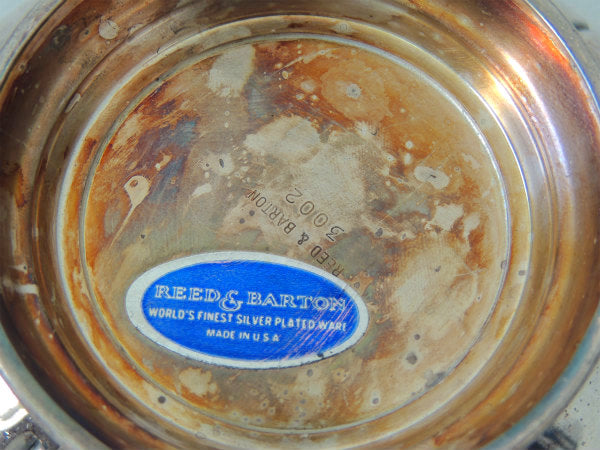 REED & BARTON
3002
REED & BARTON
WORLD'S FINEST SILVER PLATED WARE
MADE IN U S A